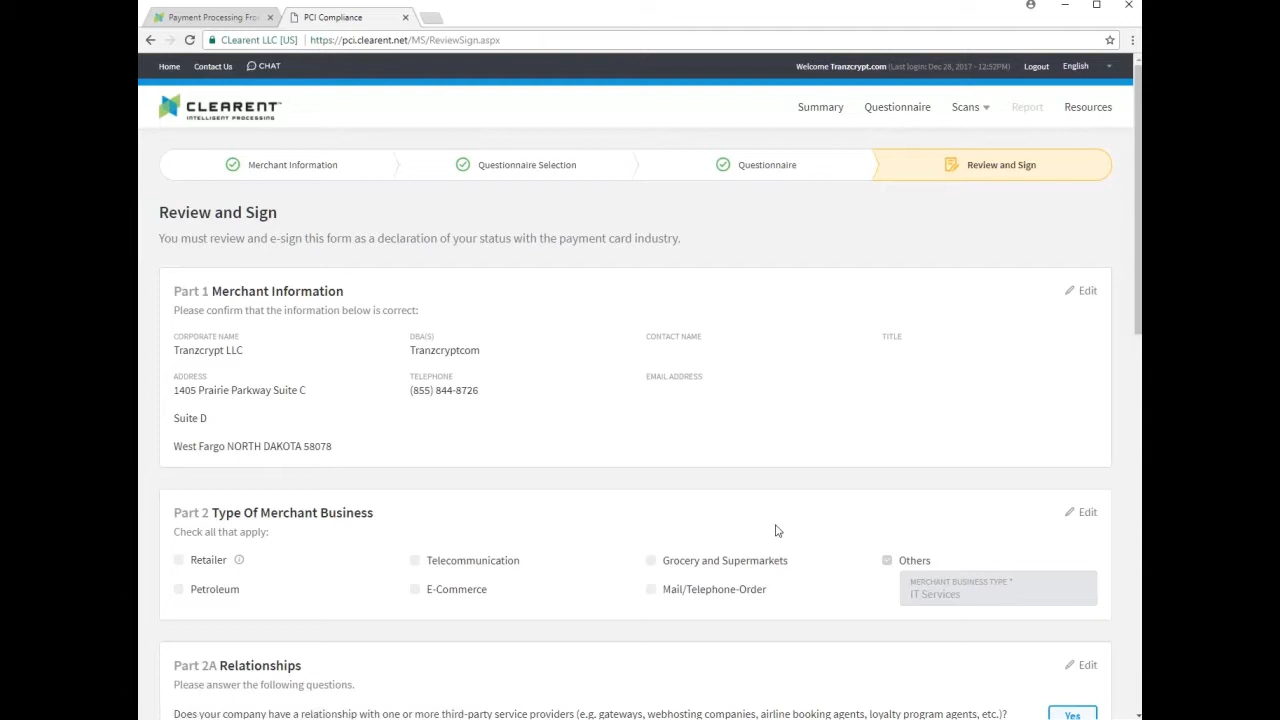 Payment Processing Fro
PCI Compliance
CLearent LLC [US]
https://pci.clearent.net/MS/ReviewSign.aspx
Home
Contact Us
CHAT
Welcome Tranzcrypt.com (Last login: Dec 28, 2017 - 12:52PM)
Logout
English
CLEARENT
INTELLIGENT PROCESSING
Summary
Questionnaire
Scans
Report
Resources
Merchant Information
Questionnaire Selection
Questionnaire
Review and Sign
Review and Sign
You must review and e-sign this form as a declaration of your status with the payment card industry.
Part 1 Merchant Information
Edit
Please confirm that the information below is correct:
CORPORATE NAME
DBA(S)
CONTACT NAME
TITLE
Tranzcrypt LLC
Tranzcryptcom
ADDRESS
TELEPHONE
EMAIL ADDRESS
1405 Prairie Parkway Suite C
(855) 844-8726
Suite D
West Fargo NORTH DAKOTA 58078
Part 2 Type Of Merchant Business
Edit
Check all that apply:
Retailer
Telecommunication
Grocery and Supermarkets
Others
Petroleum
E-Commerce
Mail/Telephone-Order
MERCHANT BUSINESS TYPE *
IT Services
Part 2A Relationships
Edit
Please answer the following questions.
Does your company have a relationship with one or more third-party service providers (e.g. gateways, webhosting companies, airline booking agents, loyalty program agents, etc.)?
Yes